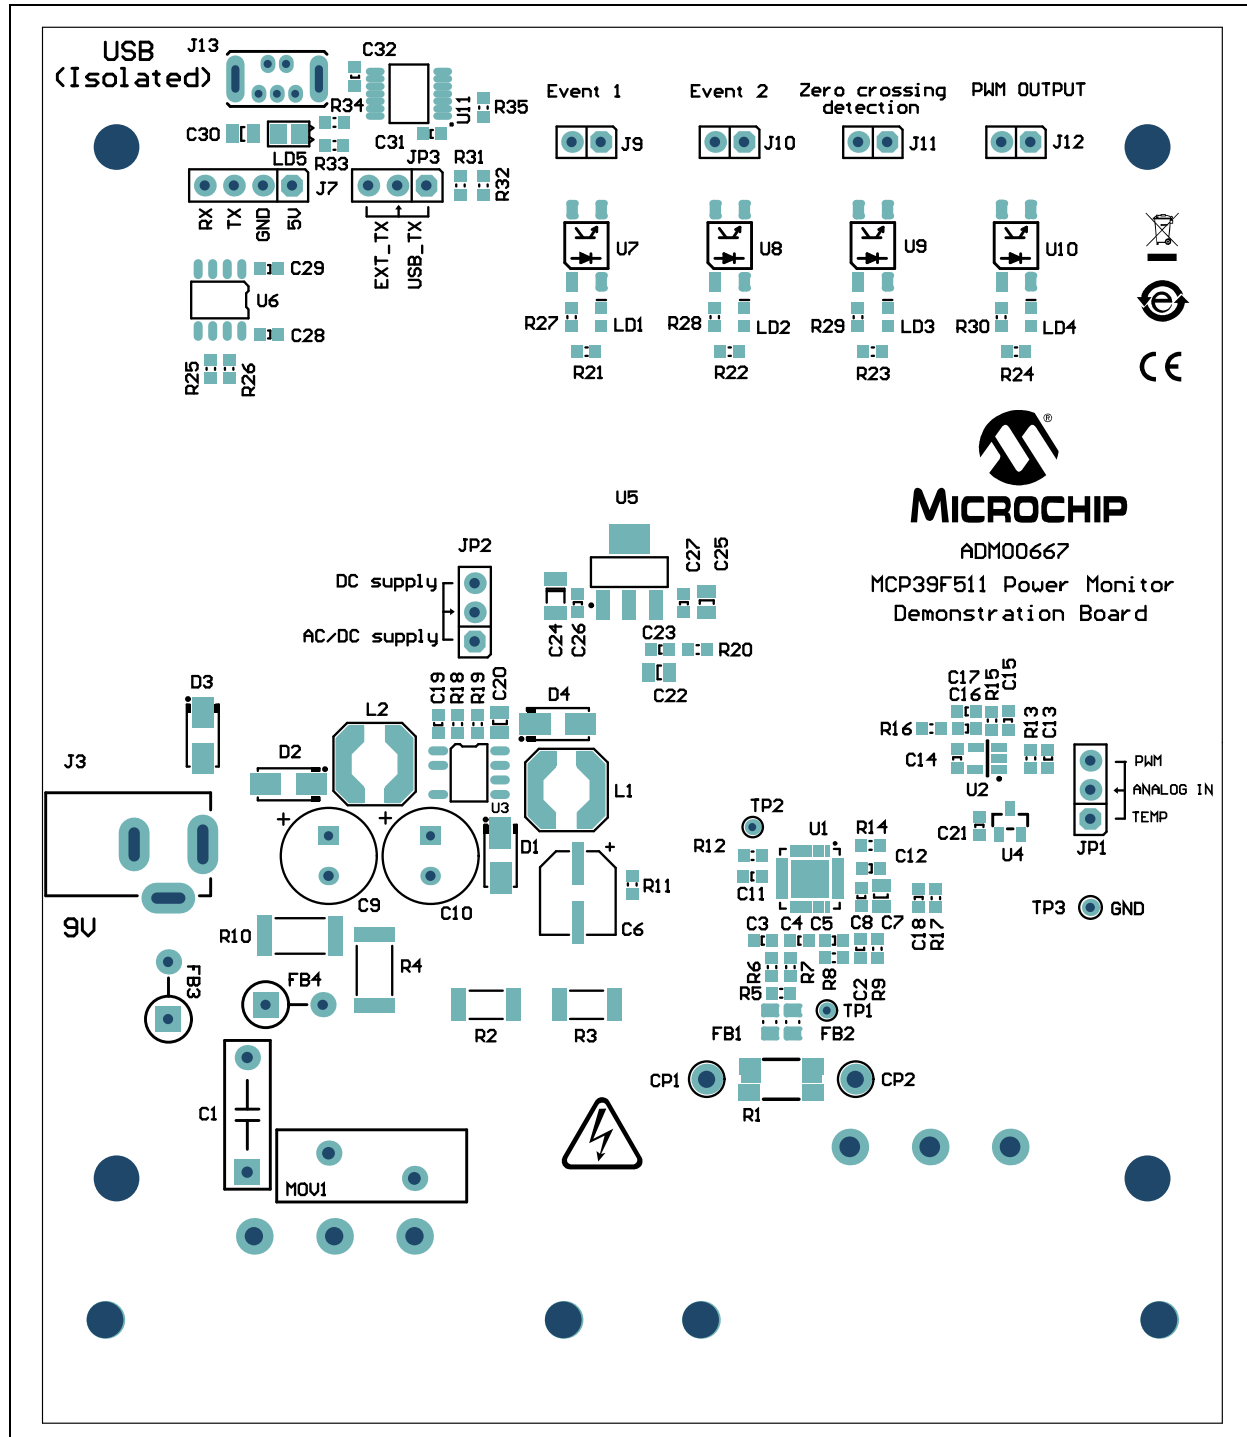 USB
(Isolated)
J13
C32
U11
R35
R34
C30
C31
R33
LD5
JP3
R31
R32
J7
RX
TX
GND
5V
EXT_TX
USB_TX
C29
U6
C28
R25
R26
Event 1
Event 2
Zero crossing
detection
PWM OUTPUT
J9
J10
J11
J12
U7
U8
U9
U10
R27
LD1
R28
LD2
R29
LD3
R30
LD4
R21
R22
R23
R24
e
CE
®
MICROCHIP
ADM00667
MCP39F511 Power Monitor
Demonstration Board
U5
JP2
DC supply
AC/DC supply
C27
C25
C24
C26
C23
R20
C22
D3
L2
C19
R18
R19
C20
D4
J3
D2
L1
U3
D1
+
+
+
C9
C10
R11
C6
9V
R10
R4
FB3
FB4
R2
R3
C17
C16
R15
C15
R16
R13
C13
C14
U2
PWM
ANALOG IN
TEMP
JP1
C21
U4
TP2
U1
R14
R12
C12
C11
TP3
GND
C3
C4
C5
C8
C7
C18
R17
R6
R7
R8
R5
C2
R9
TP1
FB1
FB2
CP1
CP2
R1
C1
MOV1